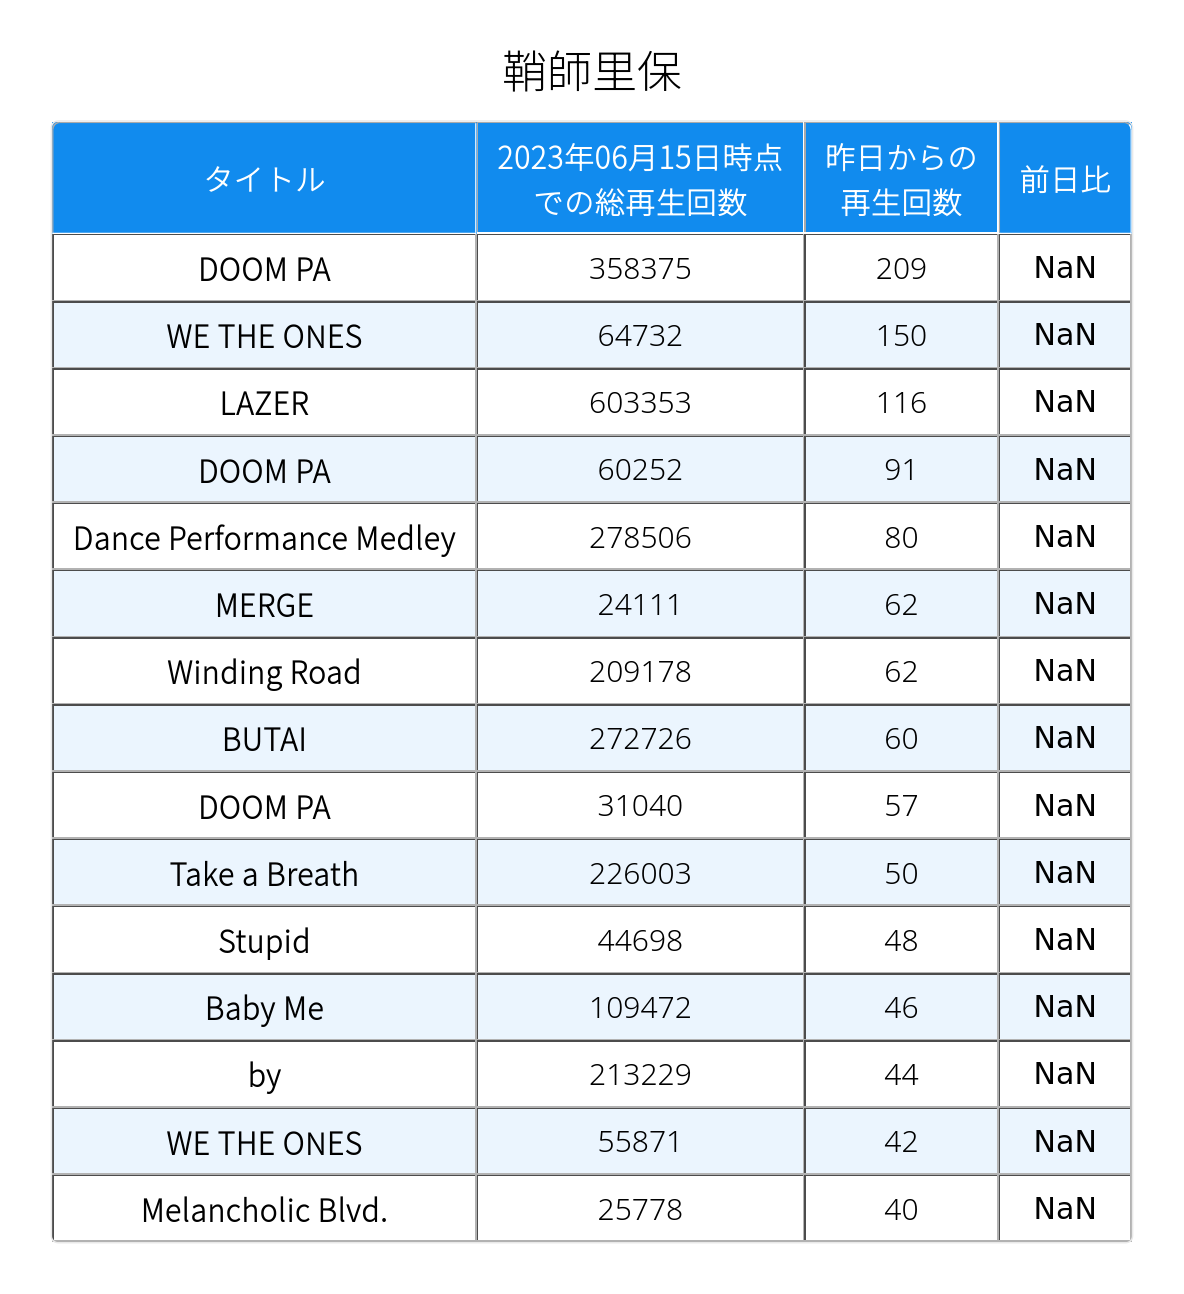 鞘師里保
タイトル 2023年06月15日時点での総再生回数 昨日からの再生回数 前日比
DOOM PA 358375 209 NaN
WE THE ONES 64732 150 NaN
LAZER 603353 116 NaN
DOOM PA 60252 91 NaN
Dance Performance Medley 278506 80 NaN
MERGE 24111 62 NaN
Winding Road 209178 62 NaN
BUTAI 272726 60 NaN
DOOM PA 31040 57 NaN
Take a Breath 226003 50 NaN
Stupid 44698 48 NaN
Baby Me 109472 46 NaN
by 213229 44 NaN
WE THE ONES 55871 42 NaN
Melancholic Blvd. 25778 40 NaN